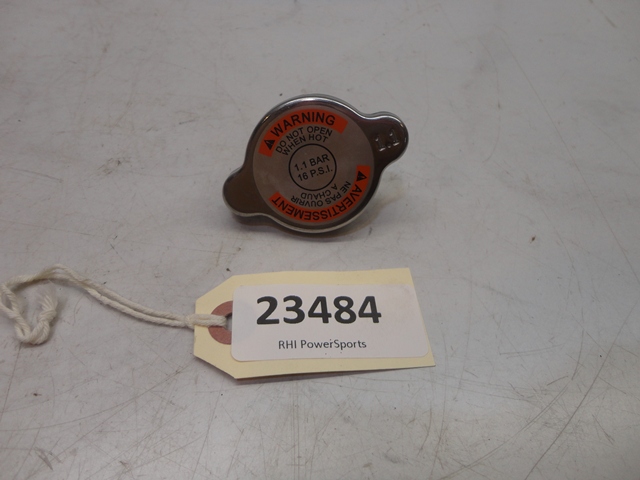 WARNING
DO NOT OPEN
WHEN HOT
1.1 BAR
16 P.S.I.
NE PAS OUVRIR
A CHAUD
AVERTISSEMENT
23484
RHI PowerSports